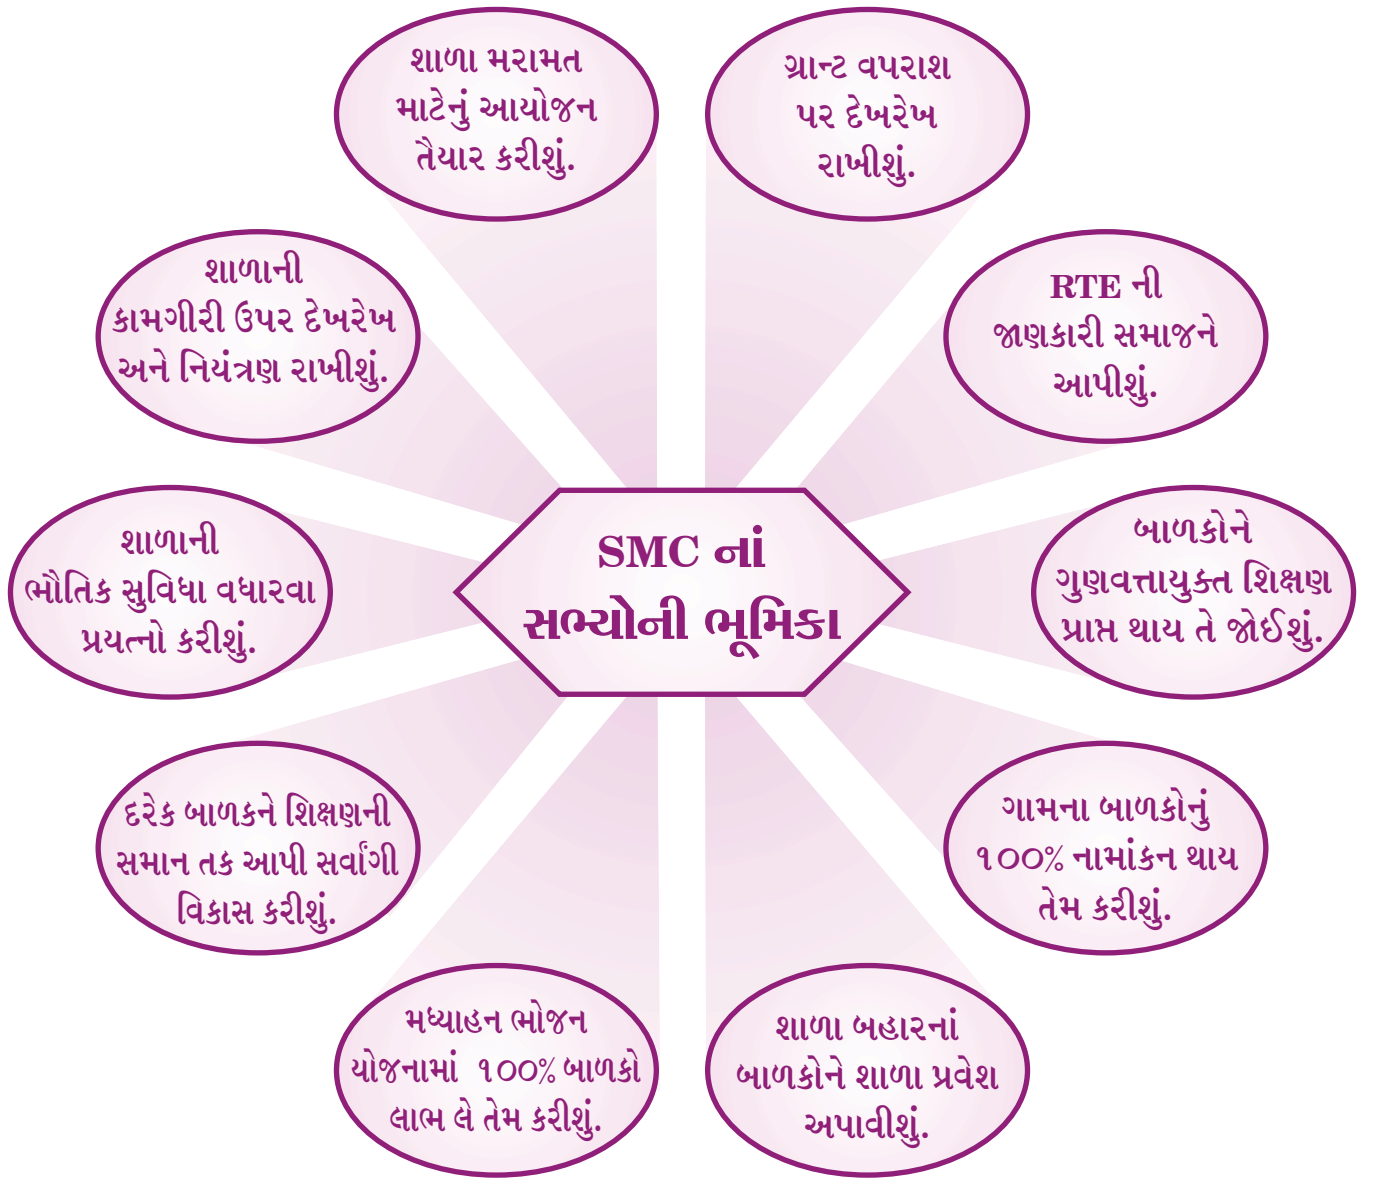 શાળા મરામત
માટેનું આયોજન
તૈયાર કરીશું.
ગ્રાન્ટ વપરાશ
પર દેખરેખ
રાખીશું.
શાળાની
કામગીરી ઉપર દેખરેખ
અને નિયંત્રણ રાખીશું.
RTE ની
જાણકારી સમાજને
આપીશું.
SMC નાં
સભ્યોની ભૂમિકા
શાળાની
ભૌતિક સુવિધા વધારવા
પ્રયત્નો કરીશું.
બાળકોને
ગુણવત્તાયુક્ત શિક્ષણ
પ્રાપ્ત થાય તે જોઈશું.
દરેક બાળકને શિક્ષણની
સમાન તક આપી સર્વાંગી
વિકાસ કરીશું.
ગામના બાળકોનું
૧૦૦% નામાંકન થાય
તેમ કરીશું.
મધ્યાહન ભોજન
યોજનામાં ૧૦૦% બાળકો
લાભ લે તેમ કરીશું.
શાળા બહારનાં
બાળકોને શાળા પ્રવેશ
અપાવીશું.